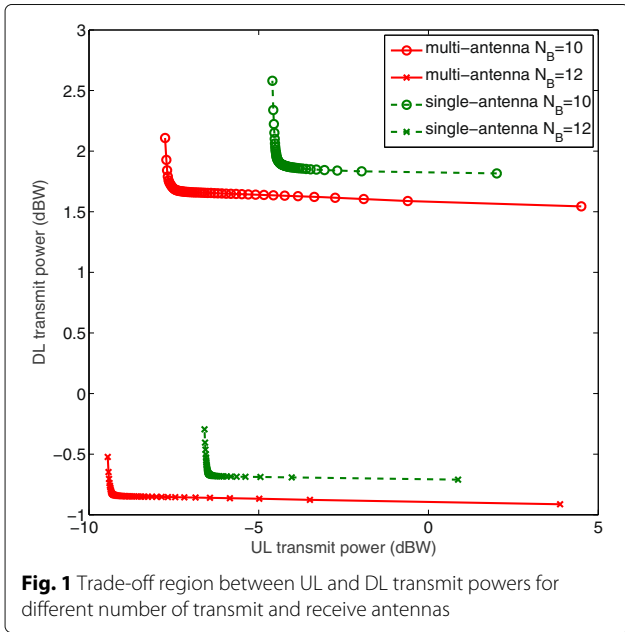 3
2.5
2
1.5
1
0.5
0
−0.5
−1
DL transmit power (dBW)
multi−antenna N_B=10
multi−antenna N_B=12
single−antenna N_B=10
single−antenna N_B=12
−10
−5
0
5
UL transmit power (dBW)
Fig. 1 Trade-off region between UL and DL transmit powers for
different number of transmit and receive antennas